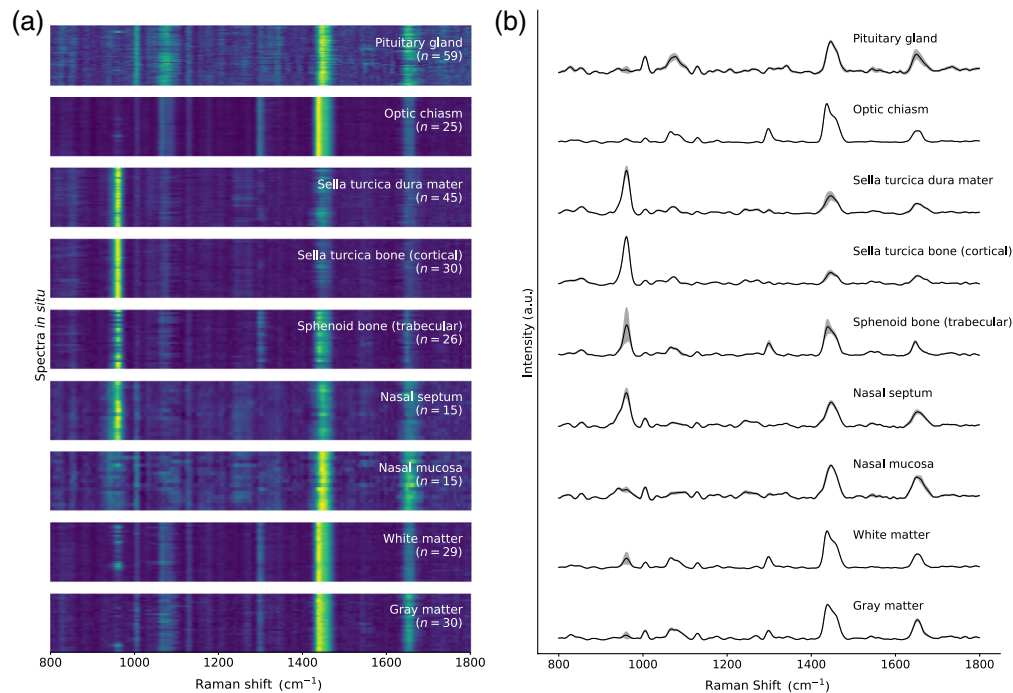 (a)
Pituitary gland
(n = 59)
Optic chiasm
(n = 25)
Sella turcica dura mater
(n = 45)
Sella turcica bone (cortical)
(n = 30)
Sphenoid bone (trabecular)
(n = 26)
Nasal septum
(n = 15)
Nasal mucosa
(n = 15)
White matter
(n = 29)
Gray matter
(n = 30)
Spectra in situ
800 1000 1200 1400 1600 1800
Raman shift (cm⁻¹)
(b)
Pituitary gland
Optic chiasm
Sella turcica dura mater
Sella turcica bone (cortical)
Sphenoid bone (trabecular)
Nasal septum
Nasal mucosa
White matter
Gray matter
Intensity (a.u.)
800 1000 1200 1400 1600 1800
Raman Shift (cm⁻¹)